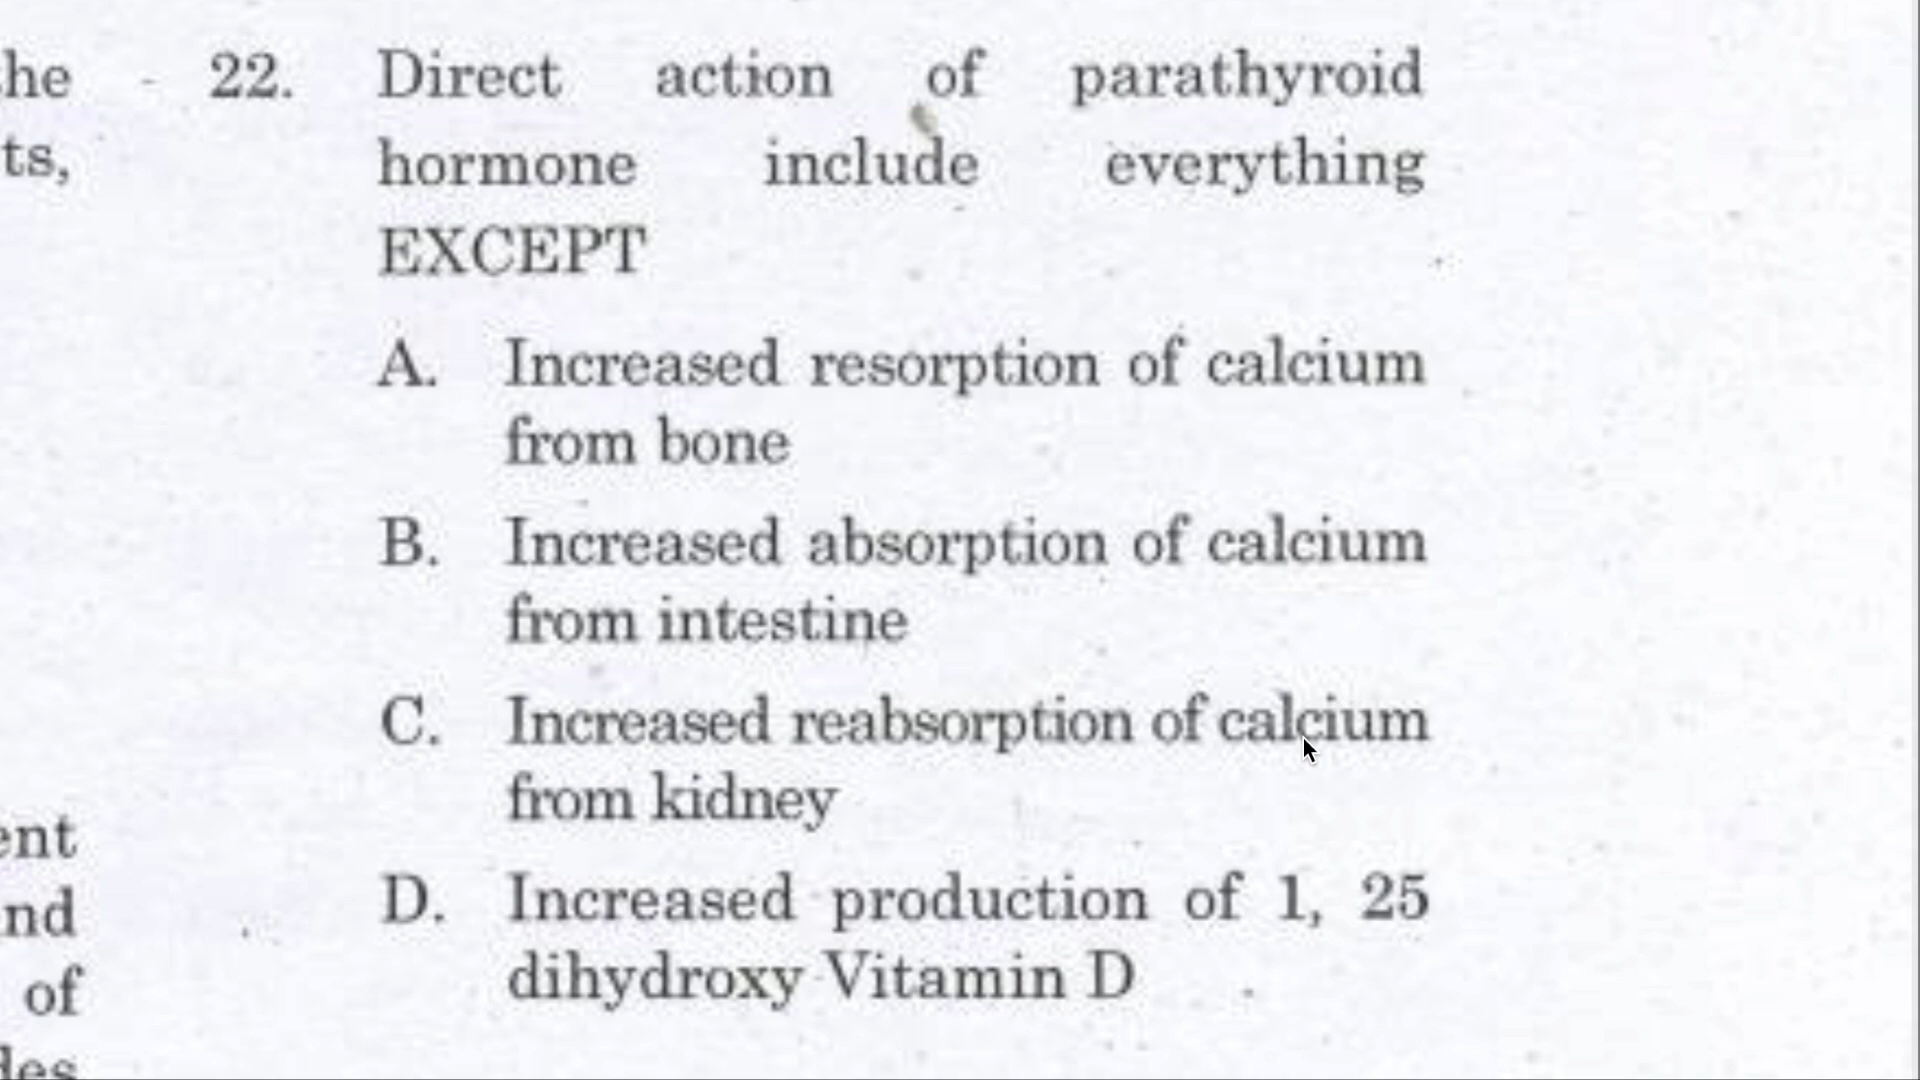 he - 22. Direct action of parathyroid
ts, hormone include everything
EXCEPT
A. Increased resorption of calcium
from bone
B. Increased absorption of calcium
from intestine
C. Increased reabsorption of calcium
from kidney
ent
D. Increased production of 1, 25
nd
dihydroxy Vitamin D
of
des